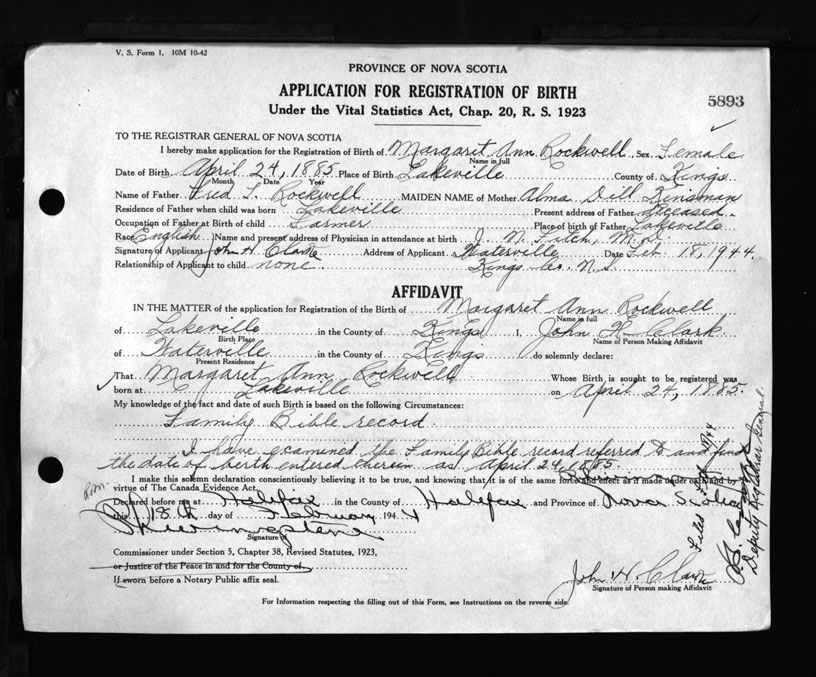 V. S. Form 1. 10M 10-42
PROVINCE OF NOVA SCOTIA
APPLICATION FOR REGISTRATION OF BIRTH
5893
Under the Vital Statistics Act, Chap. 20, R. S. 1923
TO THE REGISTRAR GENERAL OF NOVA SCOTIA
I hereby make application for the Registration of Birth of Margaret Ann Rockwell Sex Female
Name in full
Date of Birth April 24, 1885 Place of Birth Lakeville County of Kings
Month Date Year
Name of Father Fred L. Rockwell MAIDEN NAME of Mother Alma Dill Kinsman
Residence of Father when child was born Lakeville Present address of Father deceased
Occupation of Father at Birth of child Farmer Place of birth of Father Lakeville
Race English Name and present address of Physician in attendance at birth J. N. Fitch, M.D.
Signature of Applicant John H. Clark Address of Applicant Waterville Date Feb. 18, 1944.
Relationship of Applicant to child none. Kings Co. N.S.
AFFIDAVIT
IN THE MATTER of the application for Registration of the Birth of Margaret Ann Rockwell
Name in full
of Lakeville in the County of Kings I, John H. Clark
Birth Place Name of Person Making Affidavit
of Waterville in the County of Kings do solemnly declare:
Present Residence
That Margaret Ann Rockwell Whose Birth is sought to be registered was
born at Lakeville on April 24, 1885.
My knowledge of the fact and date of such Birth is based on the following Circumstances:
Family Bible record
I have examined the Family Bible record referred to and find
the date of birth entered therein as April 24, 1885.
I make this solemn declaration conscientiously believing it to be true, and knowing that it is of the same force and effect as if made under oath and by
virtue of The Canada Evidence Act.
Declared before me at Halifax in the County of Halifax and Province of Nova Scotia
this 18th day of February 1944
Signature of
Commissioner under Section 5, Chapter 38, Revised Statutes, 1923,
or Justice of the Peace in and for the County of
If sworn before a Notary Public affix seal.
John H. Clark
Signature of Person making Affidavit
For Information respecting the filling out of this Form, see Instructions on the reverse side.
Filed 1944
Deputy Registrar General.